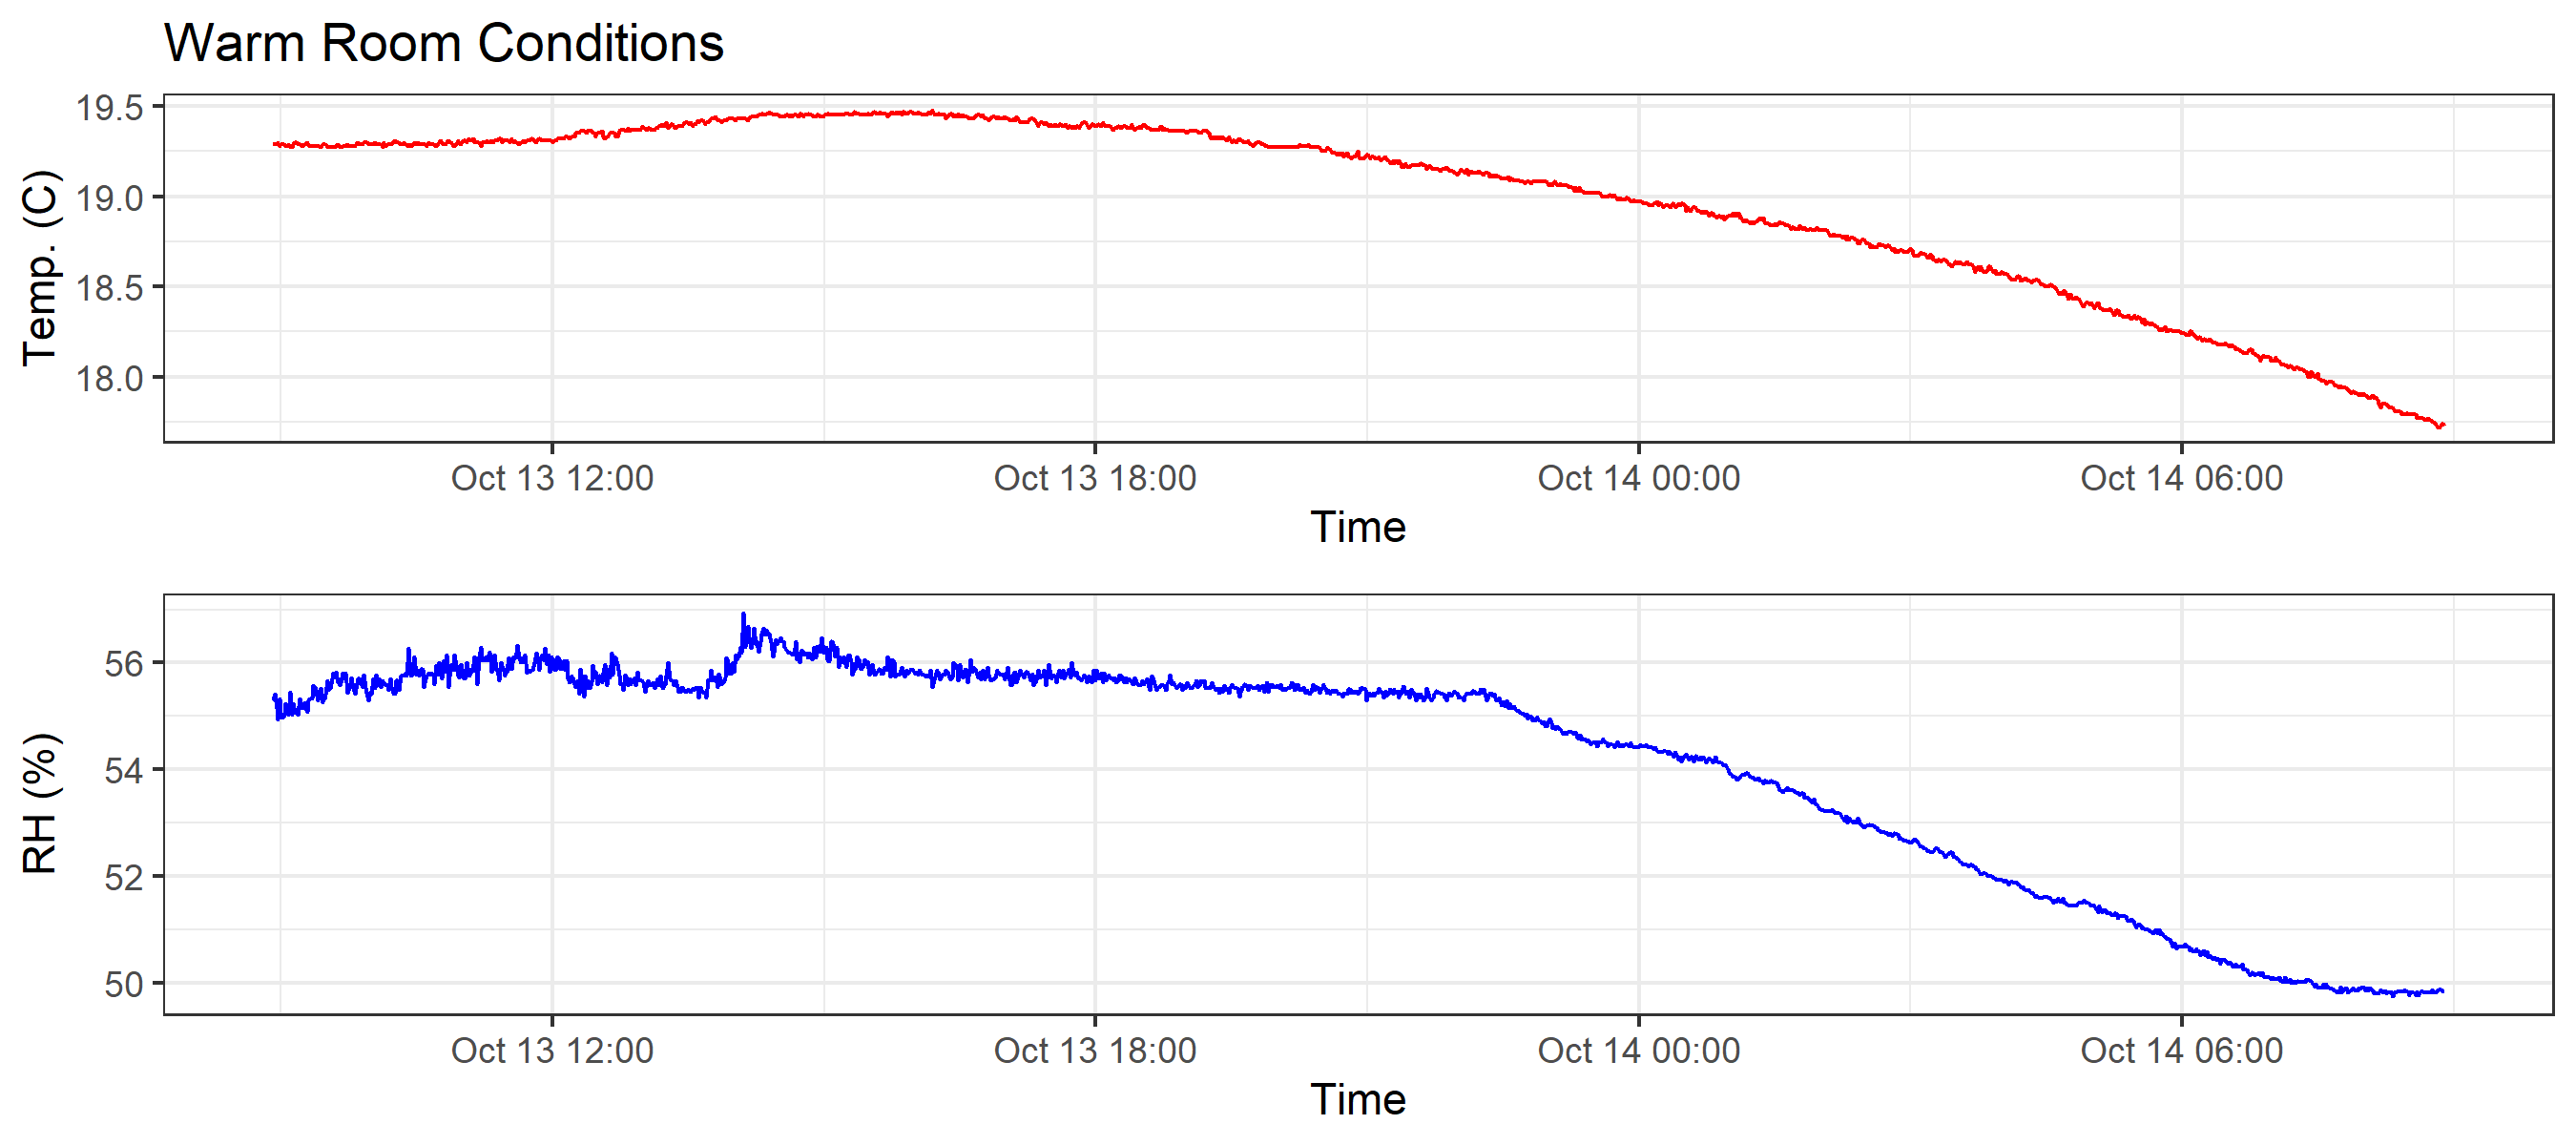 Warm Room Conditions
19.5
19.0
18.5
18.0
Temp. (C)
Oct 13 12:00 Oct 13 18:00 Oct 14 00:00 Oct 14 06:00
Time
56
54
52
50
RH (%)
Oct 13 12:00 Oct 13 18:00 Oct 14 00:00 Oct 14 06:00
Time